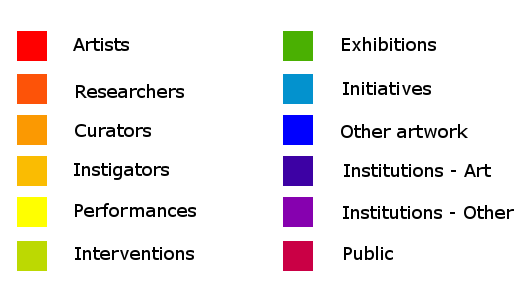 Artists
Researchers
Curators
Instigators
Performances
Interventions
Exhibitions
Initiatives
Other artwork
Institutions - Art
Institutions - Other
Public